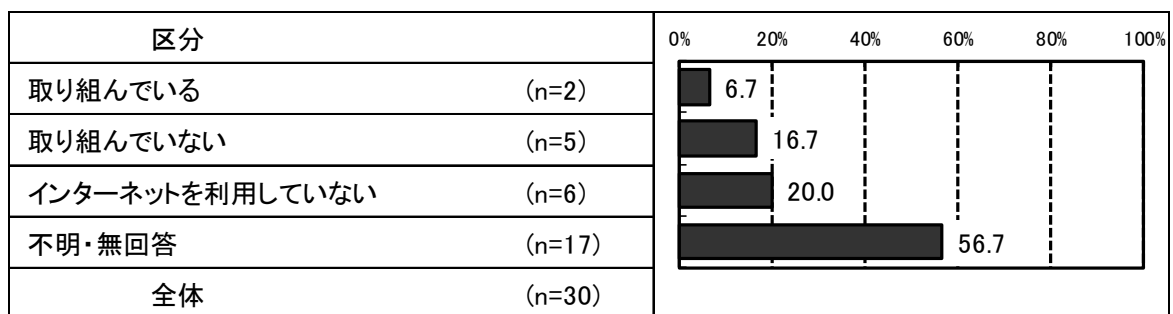 区分
0% 20% 40% 60% 80% 100%
取り組んでいる (n=2) 6.7
取り組んでいない (n=5) 16.7
インターネットを利用していない (n=6) 20.0
不明・無回答 (n=17) 56.7
全体 (n=30)